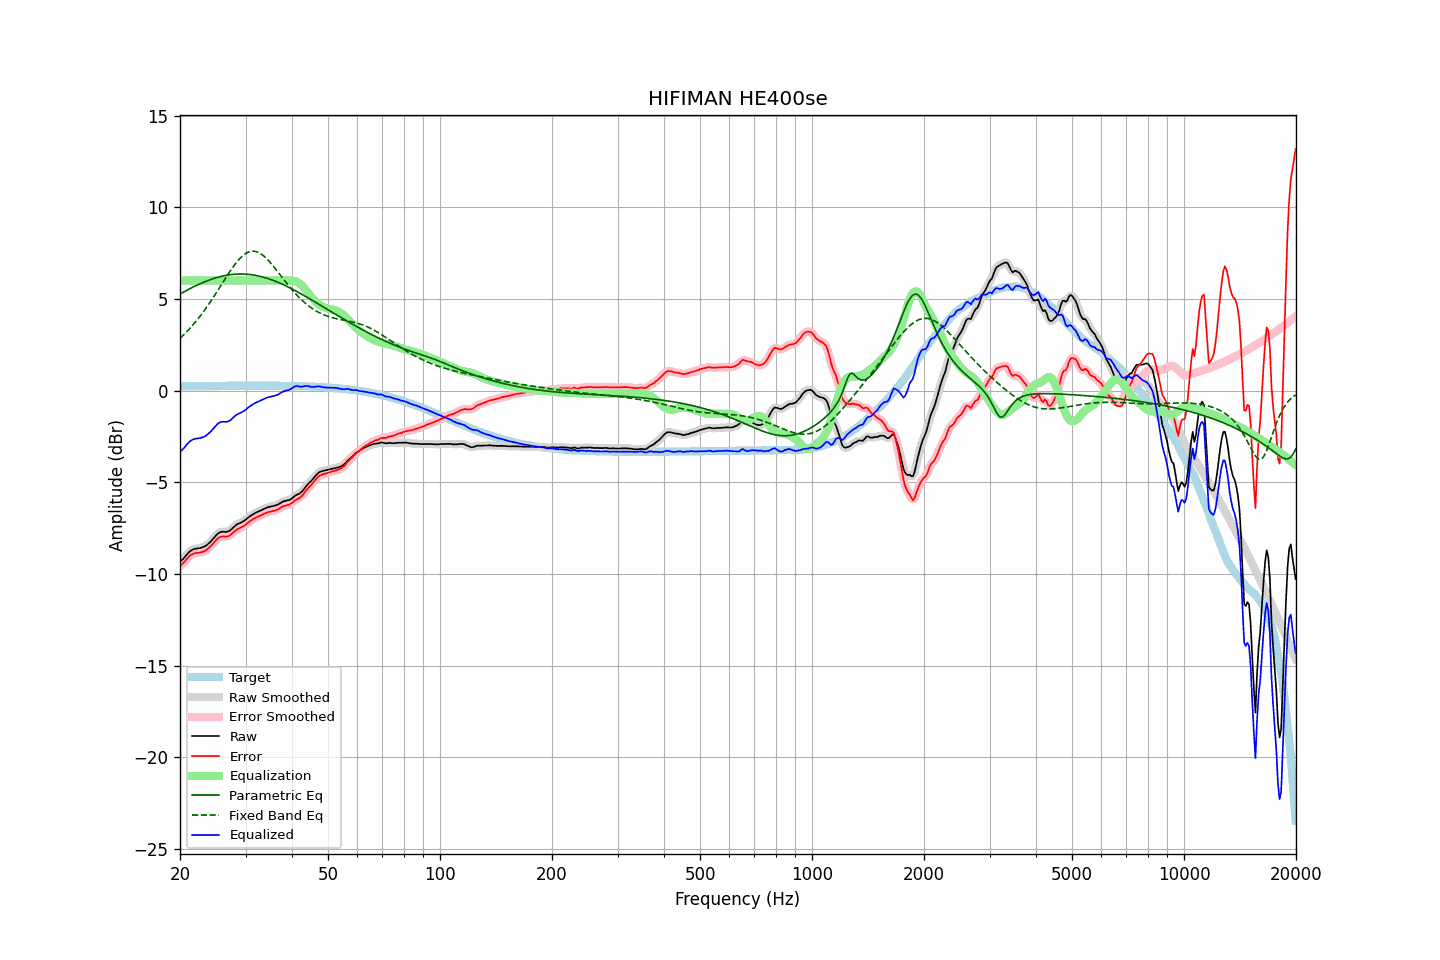 HIFIMAN HE400se
15
10
5
0
−5
−10
−15
−20
−25
Amplitude (dBr)
Target
Raw Smoothed
Error Smoothed
Raw
Error
Equalization
Parametric Eq
Fixed Band Eq
Equalized
20 50 100 200 500 1000 2000 5000 10000 20000
Frequency (Hz)